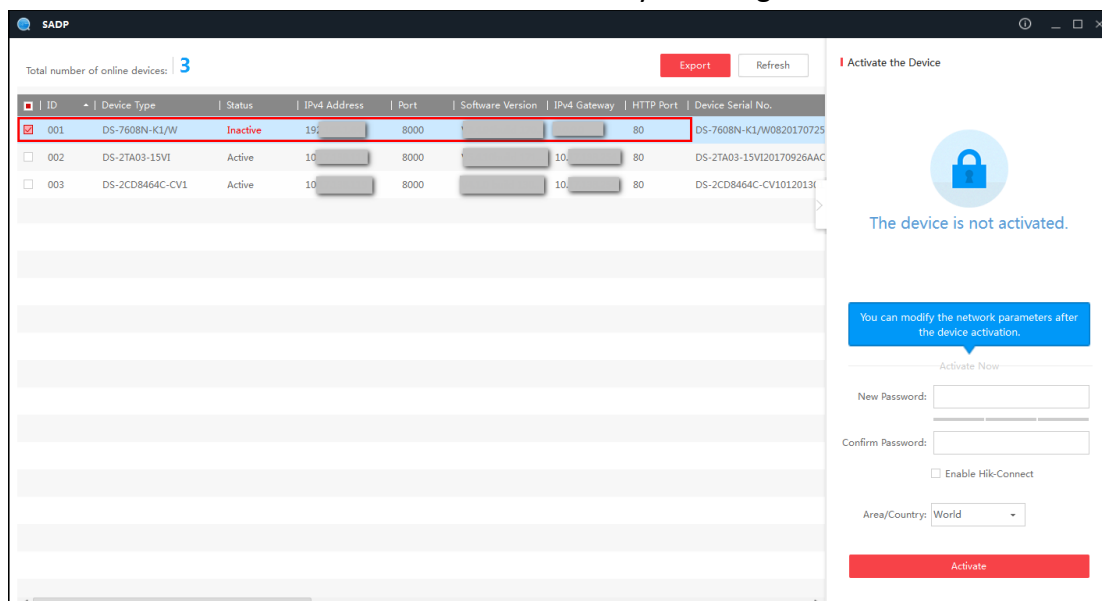 SADP
Total number of online devices: 3
Export
Refresh
ID | Device Type | Status | IPv4 Address | Port | Software Version | IPv4 Gateway | HTTP Port | Device Serial No.
001 DS-7608N-K1/W Inactive 8000 80 DS-7608N-K1/W0820170725
002 DS-2TA03-15VI Active 10 8000 10. 80 DS-2TA03-15VI20170926AAC
003 DS-2CD8464C-CV1 Active 10 8000 10. 80
Activate the Device
The device is not activated.
You can modify the network parameters after
the device activation.
Activate Now
New Password:
Confirm Password:
Enable Hik-Connect
Area/Country: World
Activate